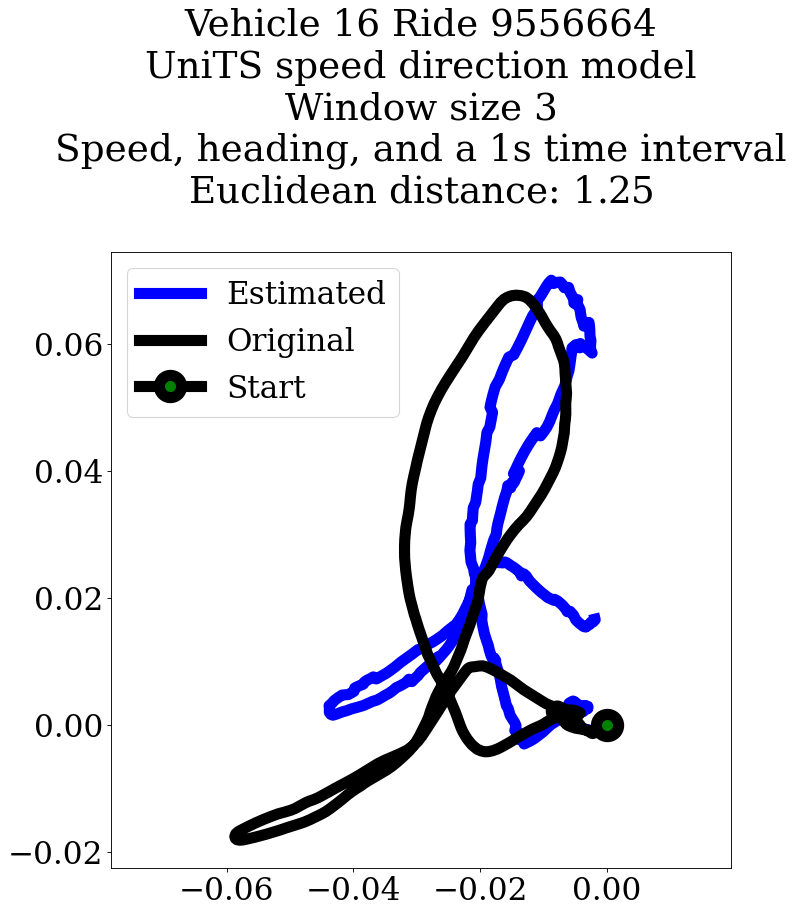 Vehicle 16 Ride 9556664
UniTS speed direction model
Window size 3
Speed, heading, and a 1s time interval
Euclidean distance: 1.25
Estimated
Original
Start
0.06
0.04
0.02
0.00
−0.02
−0.06
−0.04
−0.02
0.00